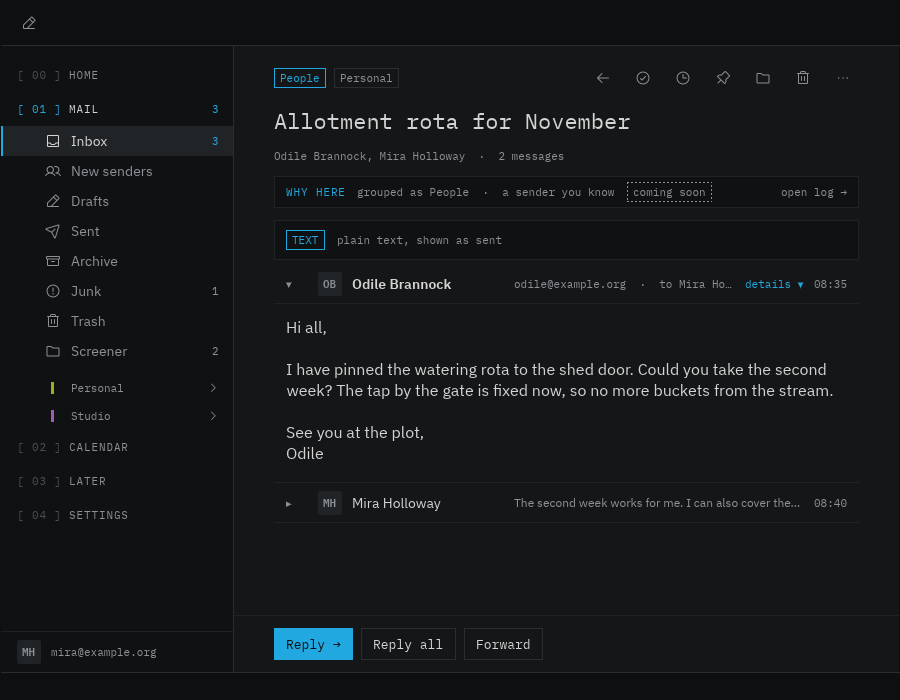 [ 00 ] HOME
[ 01 ] MAIL 3
Inbox 3
New senders
Drafts
Sent
Archive
Junk 1
Trash
Screener 2
Personal
Studio
[ 02 ] CALENDAR
[ 03 ] LATER
[ 04 ] SETTINGS
MH mira@example.org
People Personal
Allotment rota for November
Odile Brannock, Mira Holloway · 2 messages
WHY HERE grouped as People · a sender you know coming soon open log →
TEXT plain text, shown as sent
▾ OB Odile Brannock odile@example.org · to Mira Ho… details ▾ 08:35
Hi all,
I have pinned the watering rota to the shed door. Could you take the second
week? The tap by the gate is fixed now, so no more buckets from the stream.
See you at the plot,
Odile
▸ MH Mira Holloway The second week works for me. I can also cover the… 08:40
Reply → Reply all Forward